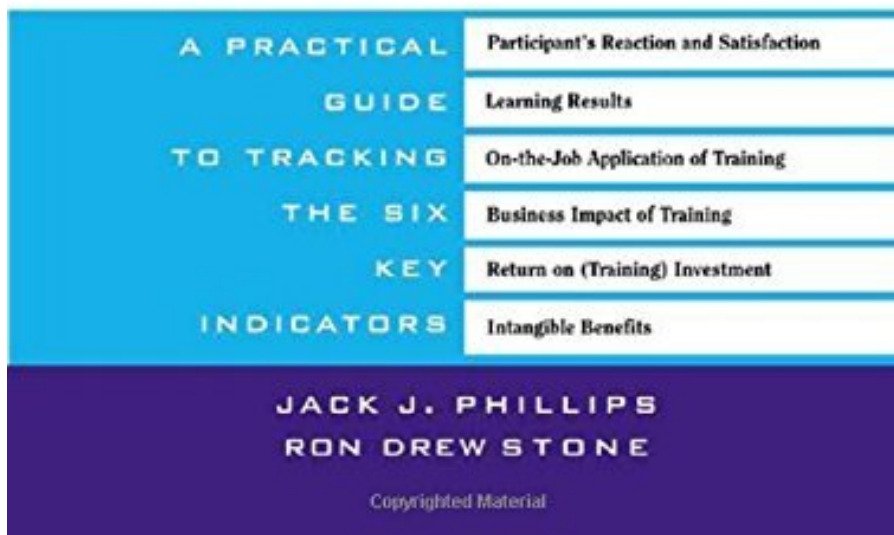 A PRACTICAL
Participant's Reaction and Satisfaction
GUIDE
Learning Results
TO TRACKING
On-the-Job Application of Training
THE SIX
Business Impact of Training
KEY
Return on (Training) Investment
INDICATORS
Intangible Benefits
JACK J. PHILLIPS
RON DREW STONE
Copyrighted Material